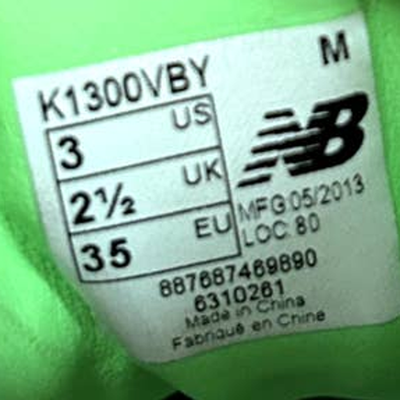 K1300VBY M
3 US
2½ UK
35 EU
NB
MFG:05/2013
LOC:80
887687469890
6310261
Made in China
Fabriqué en Chine